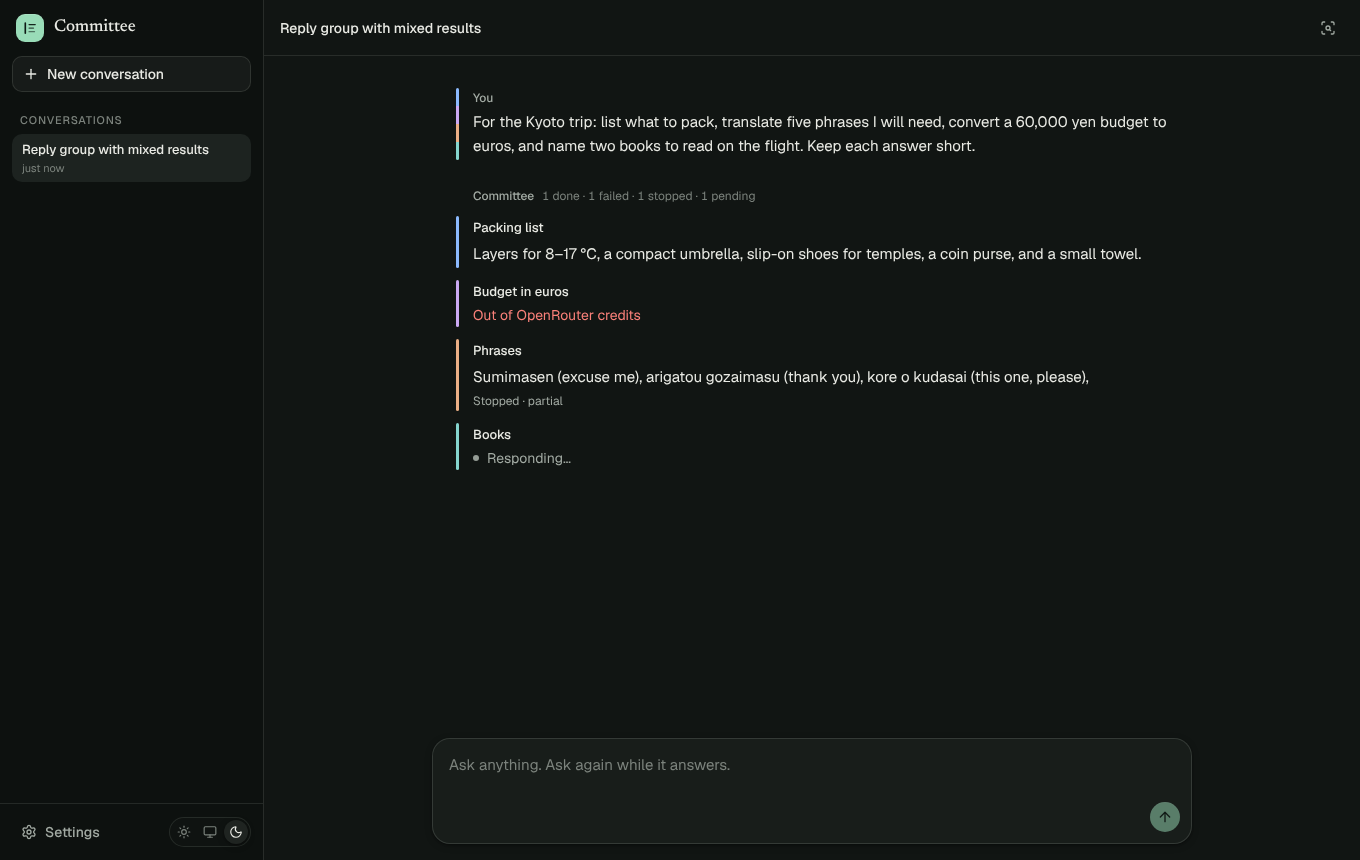 Committee
New conversation
CONVERSATIONS
Reply group with mixed results
just now
Settings
Reply group with mixed results
You
For the Kyoto trip: list what to pack, translate five phrases I will need, convert a 60,000 yen budget to
euros, and name two books to read on the flight. Keep each answer short.
Committee 1 done · 1 failed · 1 stopped · 1 pending
Packing list
Layers for 8–17 °C, a compact umbrella, slip-on shoes for temples, a coin purse, and a small towel.
Budget in euros
Out of OpenRouter credits
Phrases
Sumimasen (excuse me), arigatou gozaimasu (thank you), kore o kudasai (this one, please),
Stopped · partial
Books
Responding…
Ask anything. Ask again while it answers.